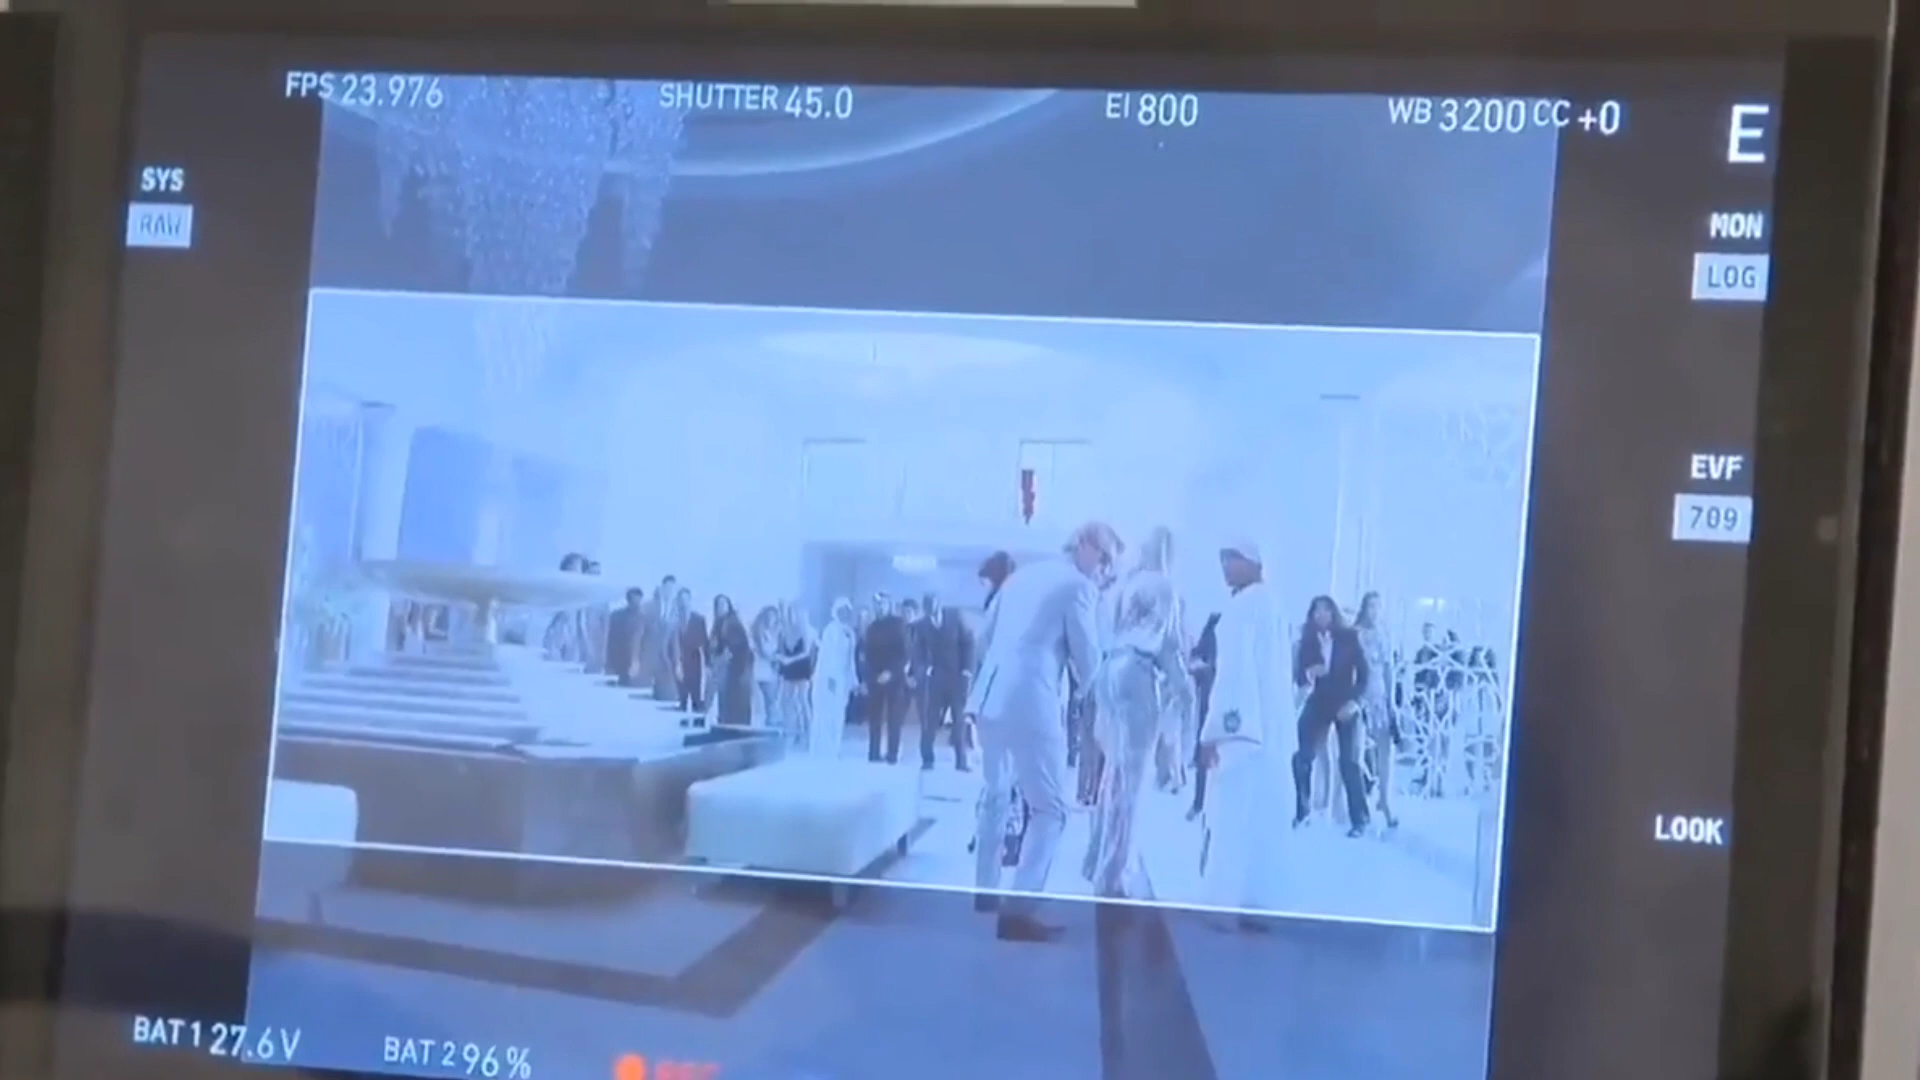 FPS 23.976 SHUTTER 45.0 EI 800 WB 3200 CC +0
E
SYS
RAW
MON
LOG
EVF
709
LOOK
BAT 1 27.6 V BAT 2 96 % REC